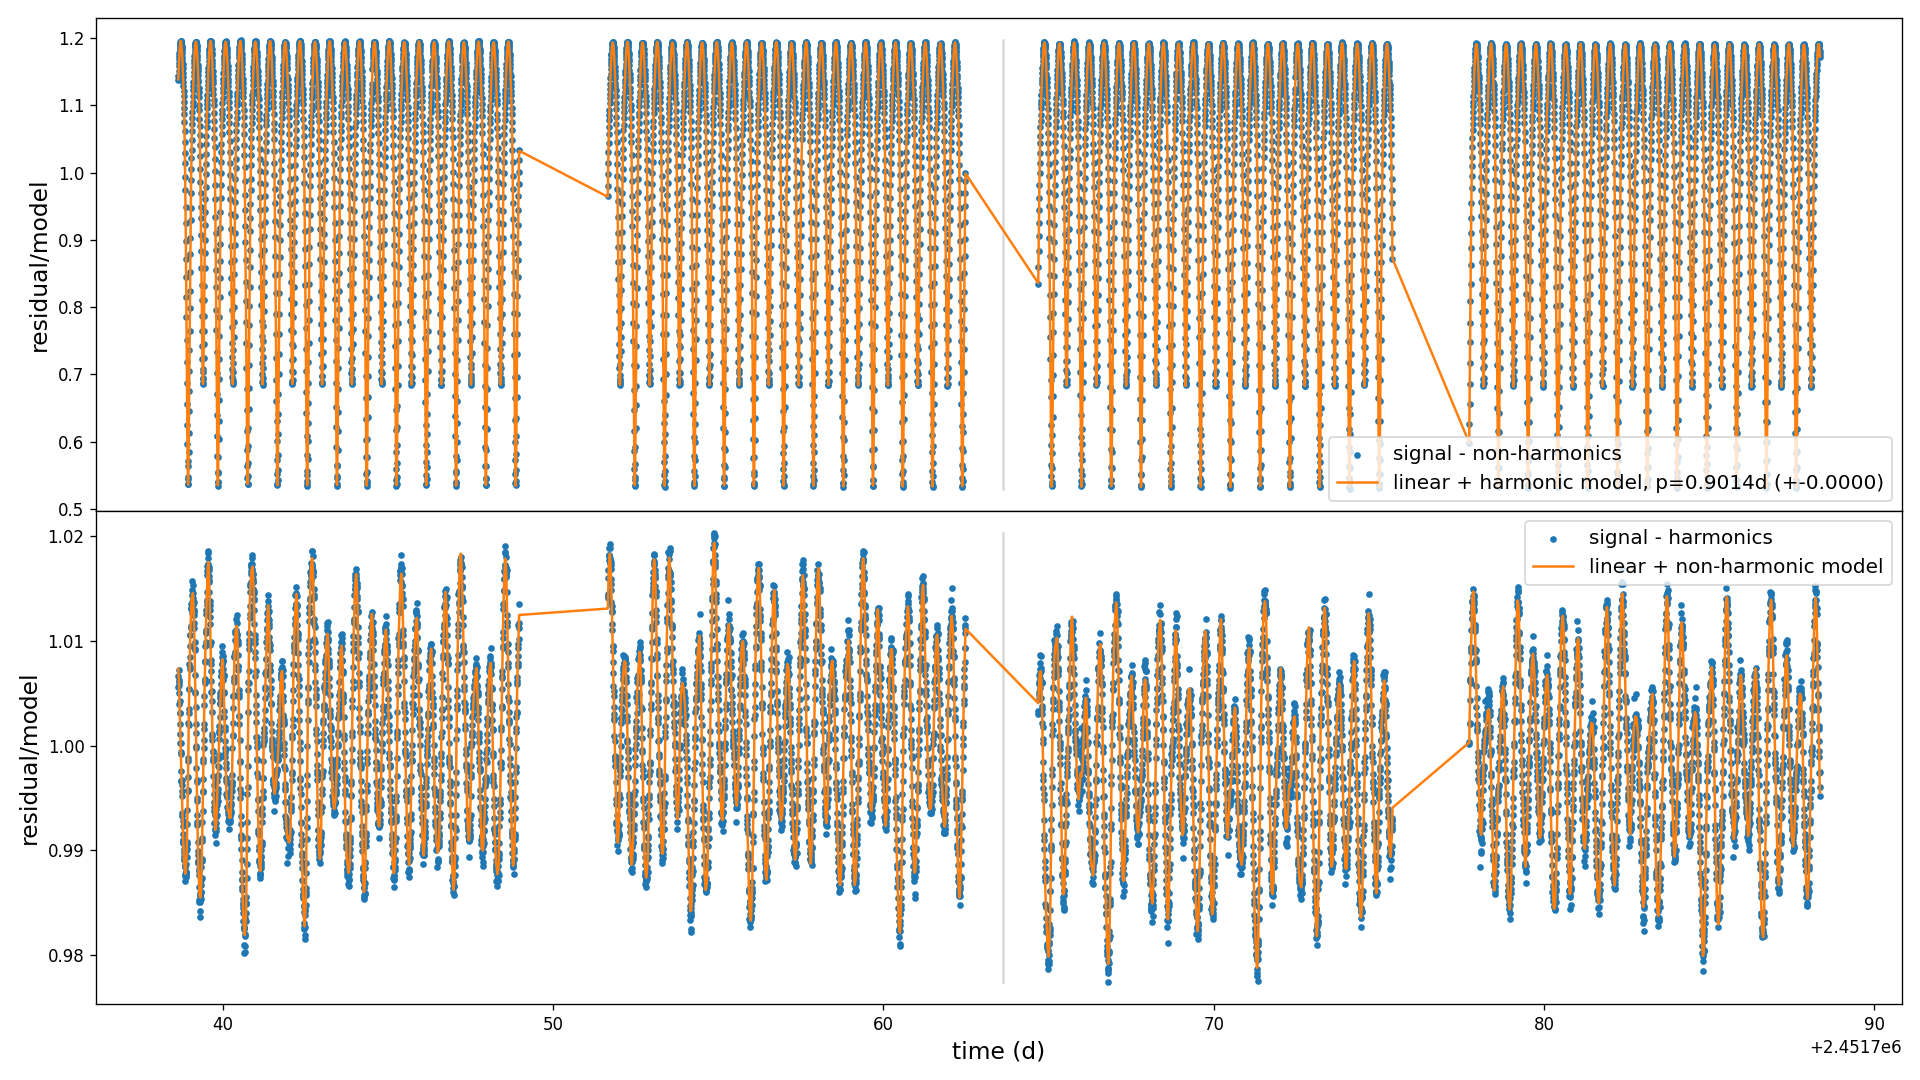 1.2
1.1
1.0
0.9
0.8
0.7
0.6
0.5
residual/model
signal - non-harmonics
linear + harmonic model, p=0.9014d (+-0.0000)
1.02
1.01
1.00
0.99
0.98
residual/model
signal - harmonics
linear + non-harmonic model
40 50 60 70 80 90
time (d)
+2.4517e6